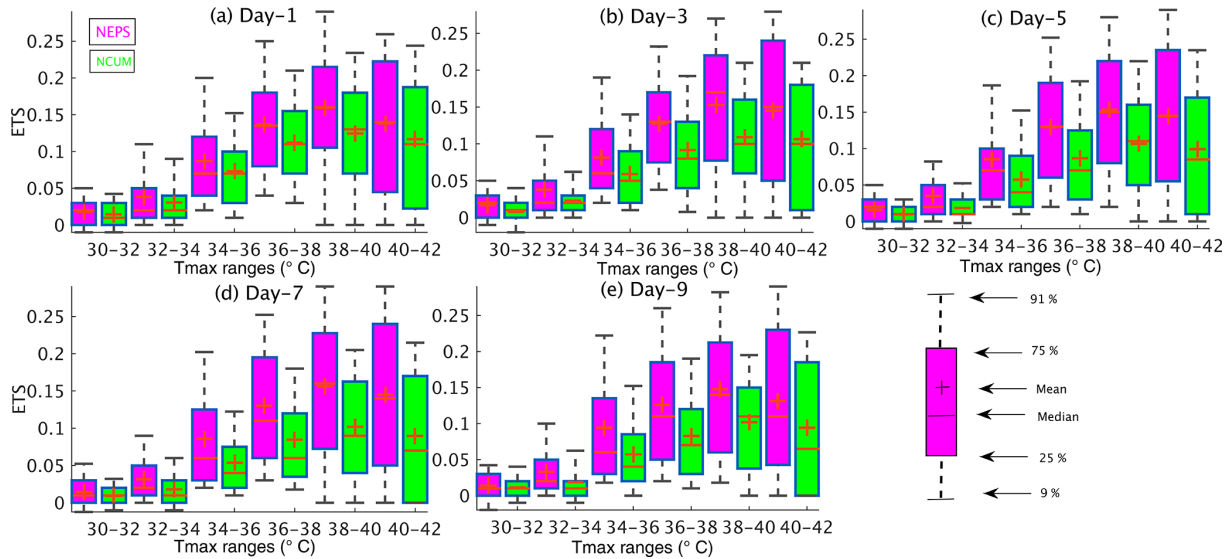 (a) Day-1
NEPS
NCUM
ETS
0.25
0.2
0.15
0.1
0.05
0
30-32 32-34 34-36 36-38 38-40 40-42
Tmax ranges (° C)
(b) Day-3
0.25
0.2
0.15
0.1
0.05
0
30-32 32-34 34-36 36-38 38-40 40-42
Tmax ranges (° C)
(c) Day-5
0.25
0.2
0.15
0.1
0.05
0
30-32 32-34 34-36 36-38 38-40 40-42
Tmax ranges (° C)
(d) Day-7
ETS
0.25
0.2
0.15
0.1
0.05
0
30-32 32-34 34-36 36-38 38-40 40-42
Tmax ranges (° C)
(e) Day-9
0.25
0.2
0.15
0.1
0.05
0
30-32 32-34 34-36 36-38 38-40 40-42
Tmax ranges (° C)
91 %
75 %
Mean
Median
25 %
9 %